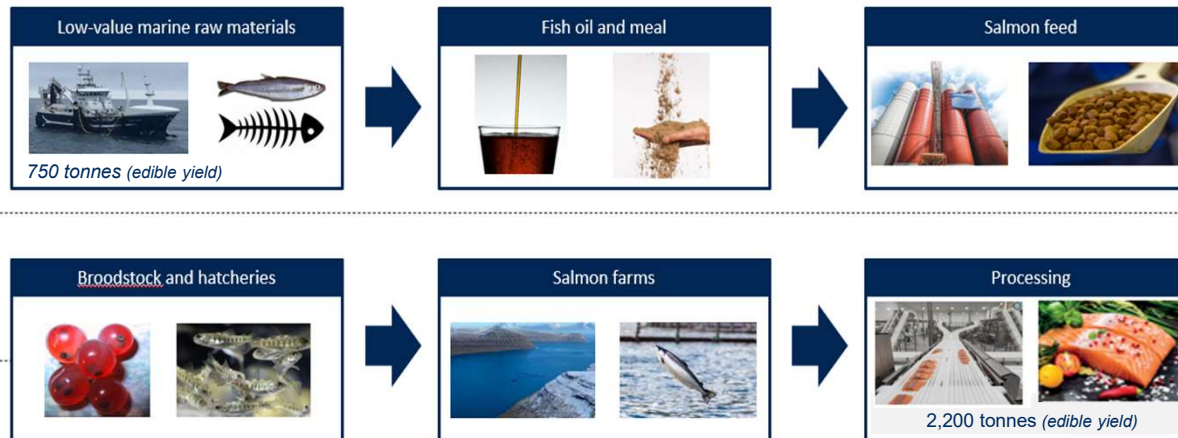 Low-value marine raw materials
Fish oil and meal
Salmon feed
750 tonnes (edible yield)
Broodstock and hatcheries
Salmon farms
Processing
2,200 tonnes (edible yield)